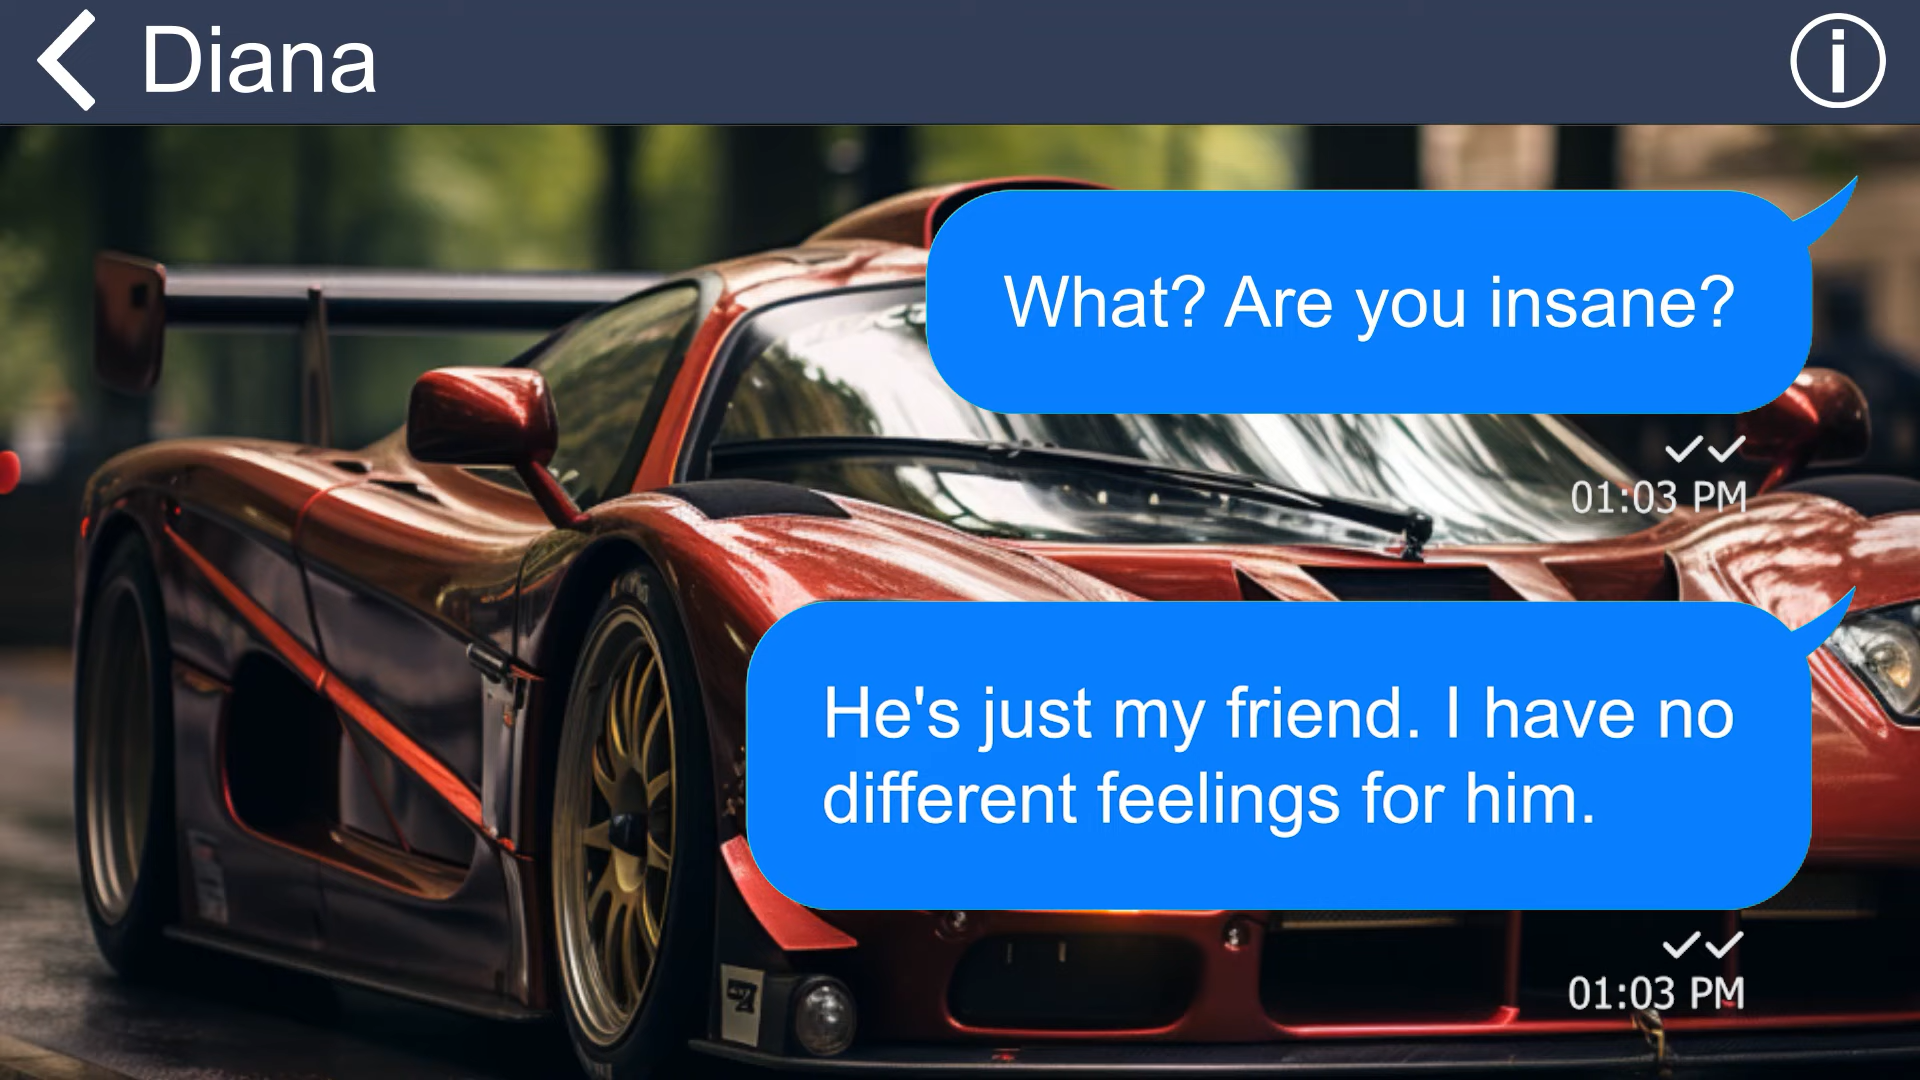 Diana
What? Are you insane?
01:03 PM
He's just my friend. I have no
different feelings for him.
01:03 PM